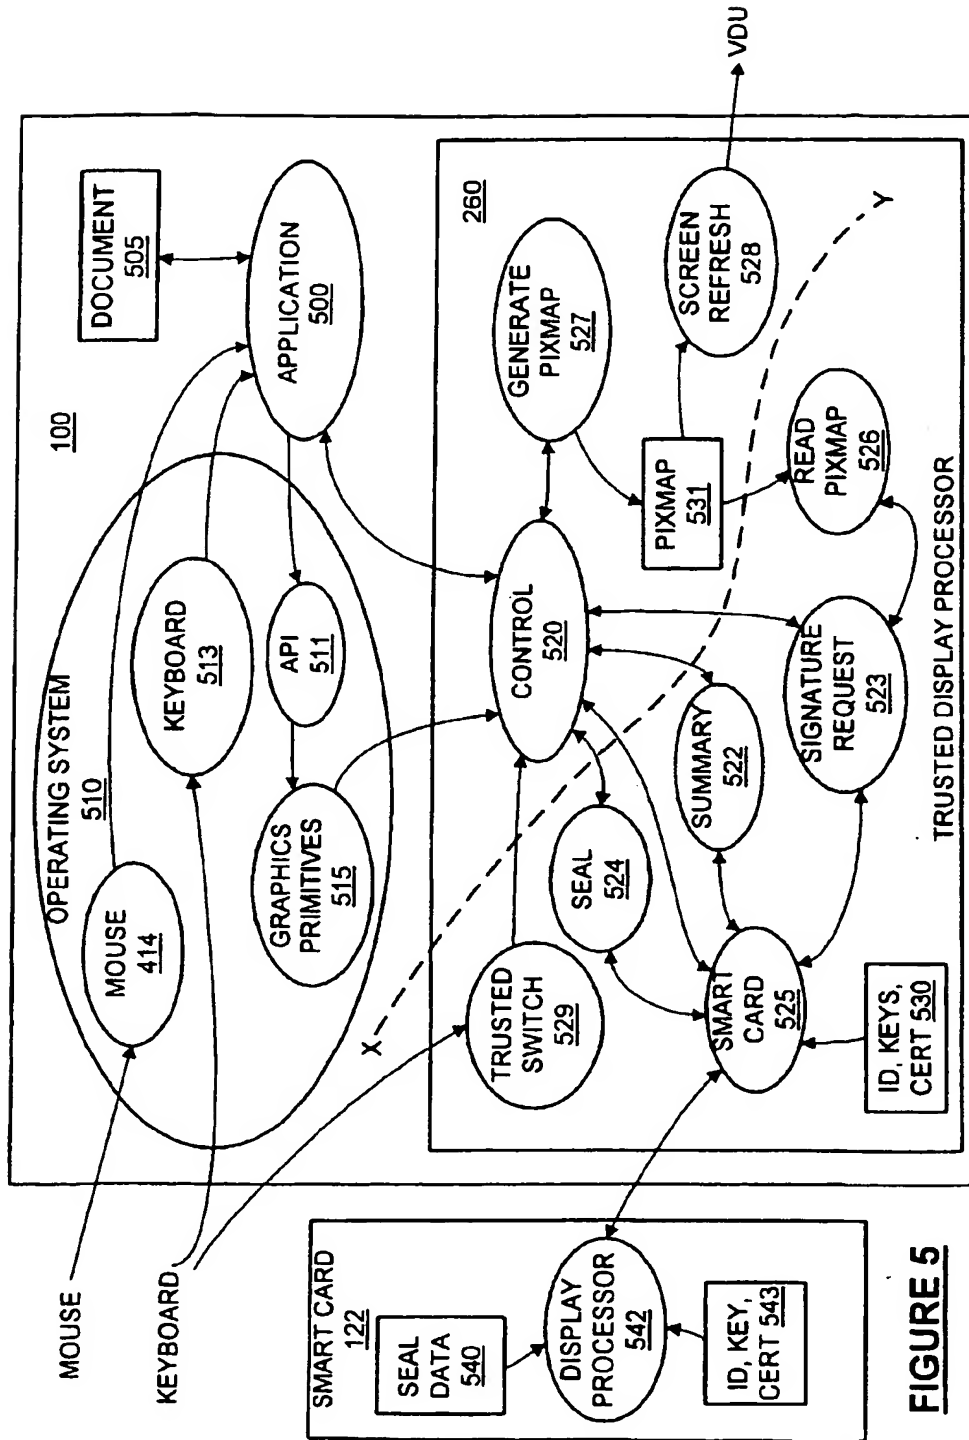 MOUSE
KEYBOARD
100
OPERATING SYSTEM
510
MOUSE
414
KEYBOARD
513
GRAPHICS
PRIMITIVES
515
API
511
DOCUMENT
505
APPLICATION
500
X
260
TRUSTED
SWITCH
529
CONTROL
520
GENERATE
PIXMAP
527
SEAL
524
SUMMARY
522
PIXMAP
531
SCREEN
REFRESH
528
VDU
Y
SMART
CARD
525
SIGNATURE
REQUEST
523
READ
PIXMAP
526
ID, KEYS,
CERT 530
TRUSTED DISPLAY PROCESSOR
SMART CARD
122
SEAL
DATA
540
DISPLAY
PROCESSOR
542
ID, KEY,
CERT 543
FIGURE 5